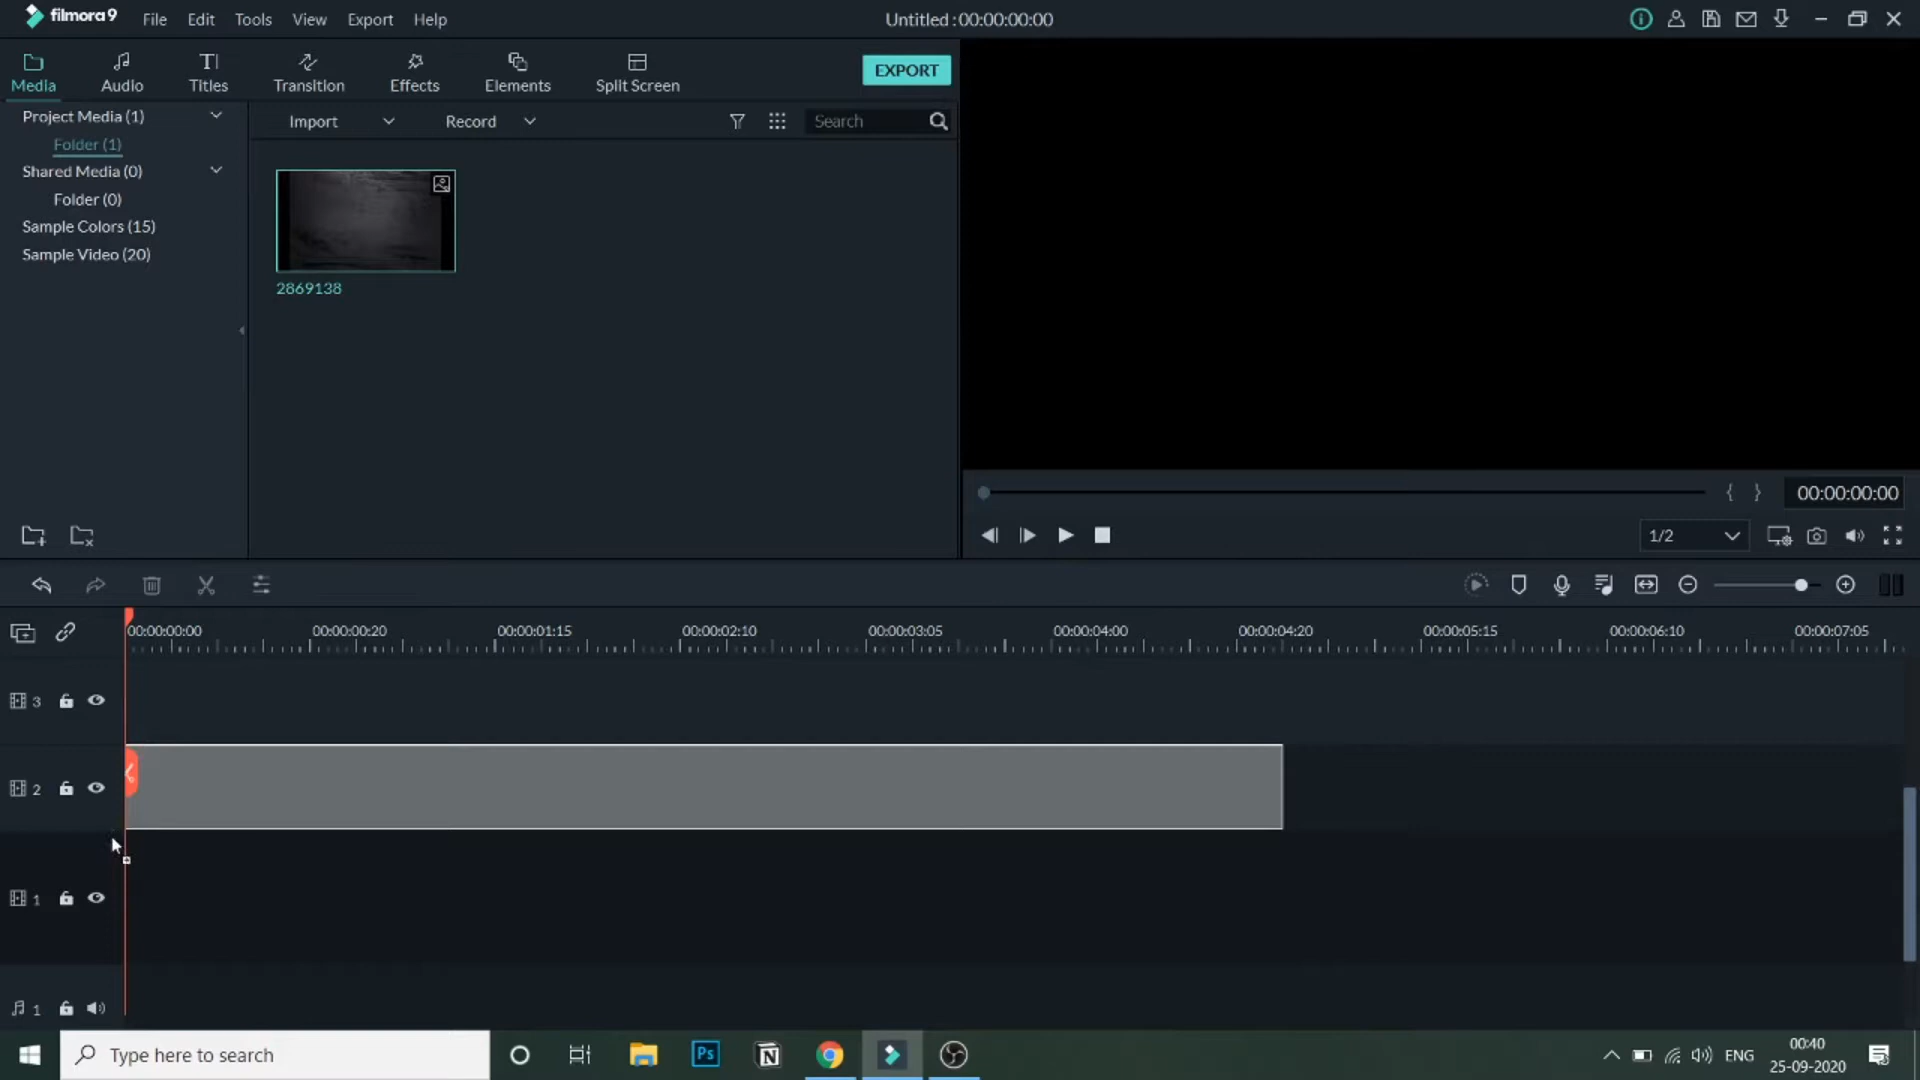 filmora9 File Edit Tools View Export Help Untitled : 00:00:00:00
Media Audio Titles Transition Effects Elements Split Screen EXPORT
Project Media (1)
Folder (1)
Shared Media (0)
Folder (0)
Sample Colors (15)
Sample Video (20)
Import Record Search
2869138
00:00:00:00
1/2
00:00:00:00 00:00:00:20 00:00:01:15 00:00:02:10 00:00:03:05 00:00:04:00 00:00:04:20 00:00:05:15 00:00:06:10 00:00:07:05
3
2
1
1
Type here to search Ps N ENG 00:40
25-09-2020